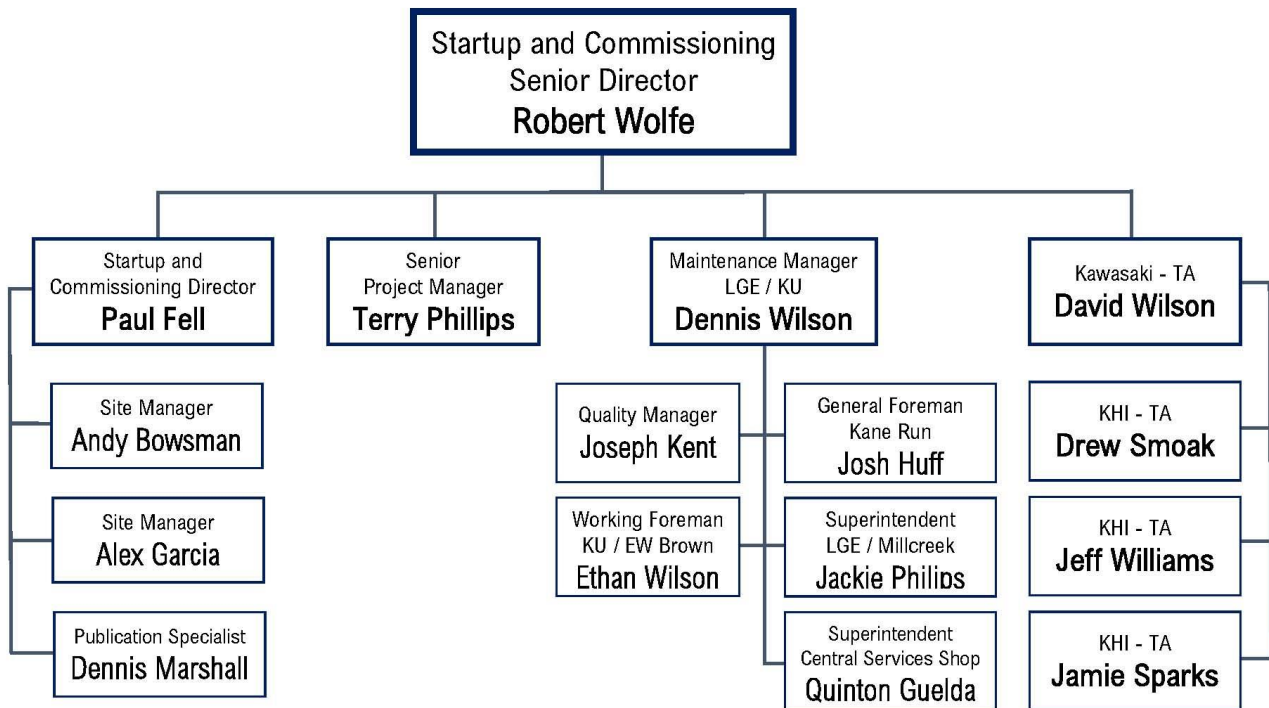 Startup and Commissioning
Senior Director
Robert Wolfe
Startup and
Commissioning Director
Paul Fell
Senior
Project Manager
Terry Phillips
Maintenance Manager
LGE / KU
Dennis Wilson
Kawasaki - TA
David Wilson
Site Manager
Andy Bowsman
Quality Manager
Joseph Kent
General Foreman
Kane Run
Josh Huff
KHI - TA
Drew Smoak
Site Manager
Alex Garcia
Working Foreman
KU / EW Brown
Ethan Wilson
Superintendent
LGE / Millcreek
Jackie Philips
KHI - TA
Jeff Williams
Publication Specialist
Dennis Marshall
Superintendent
Central Services Shop
Quinton Guelda
KHI - TA
Jamie Sparks